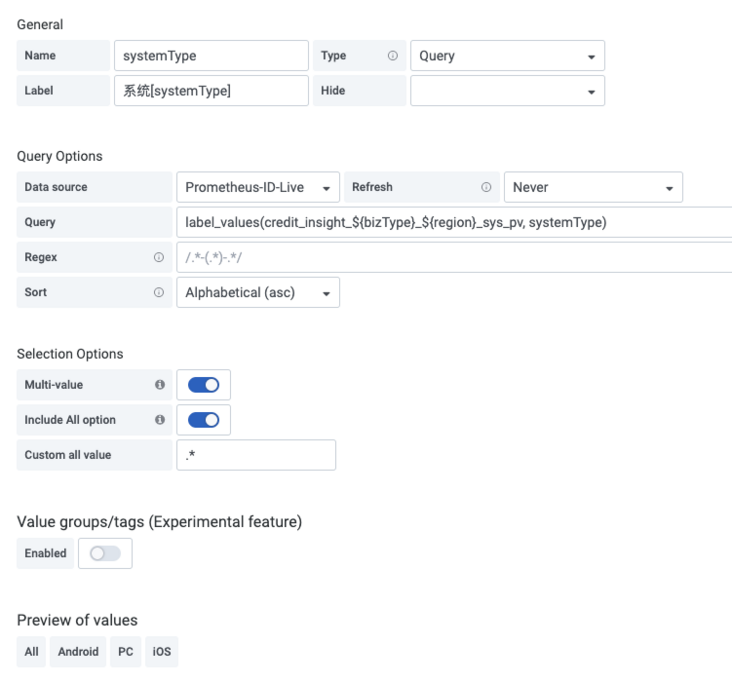 General
Name systemType Type Query
Label 系统[systemType] Hide
Query Options
Data source Prometheus-ID-Live Refresh Never
Query label_values(credit_insight_${bizType}_${region}_sys_pv, systemType)
Regex /.*-(.*)-.*/
Sort Alphabetical (asc)
Selection Options
Multi-value
Include All option
Custom all value .*
Value groups/tags (Experimental feature)
Enabled
Preview of values
All Android PC iOS